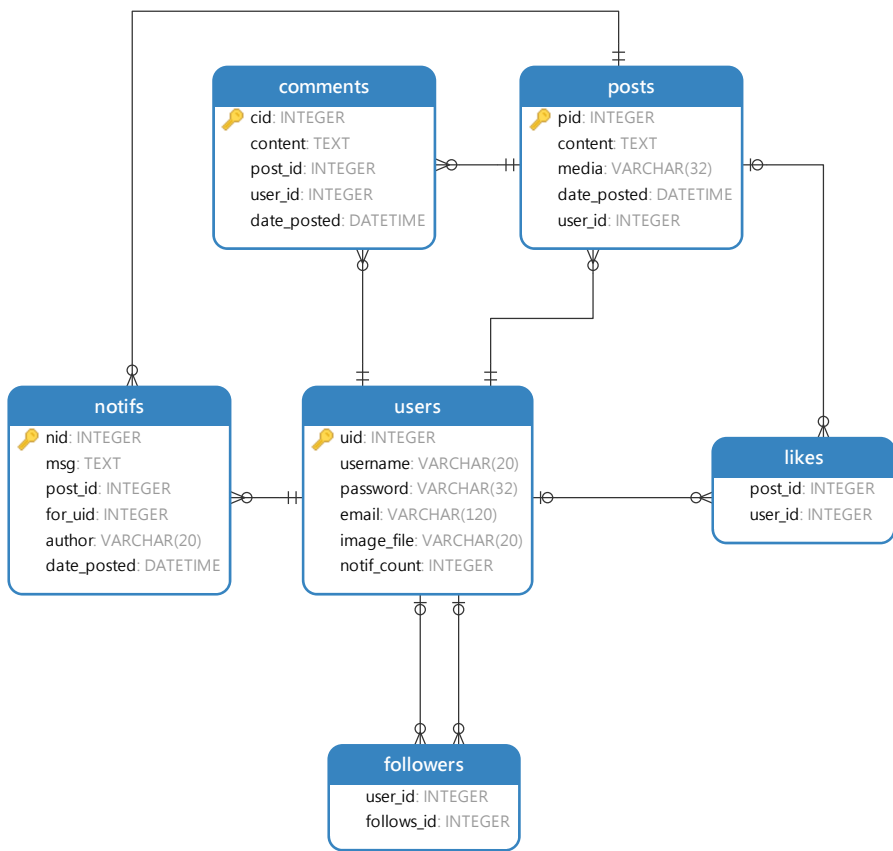 comments
cid: INTEGER
content: TEXT
post_id: INTEGER
user_id: INTEGER
date_posted: DATETIME
posts
pid: INTEGER
content: TEXT
media: VARCHAR(32)
date_posted: DATETIME
user_id: INTEGER
notifs
nid: INTEGER
msg: TEXT
post_id: INTEGER
for_uid: INTEGER
author: VARCHAR(20)
date_posted: DATETIME
users
uid: INTEGER
username: VARCHAR(20)
password: VARCHAR(32)
email: VARCHAR(120)
image_file: VARCHAR(20)
notif_count: INTEGER
likes
post_id: INTEGER
user_id: INTEGER
followers
user_id: INTEGER
follows_id: INTEGER